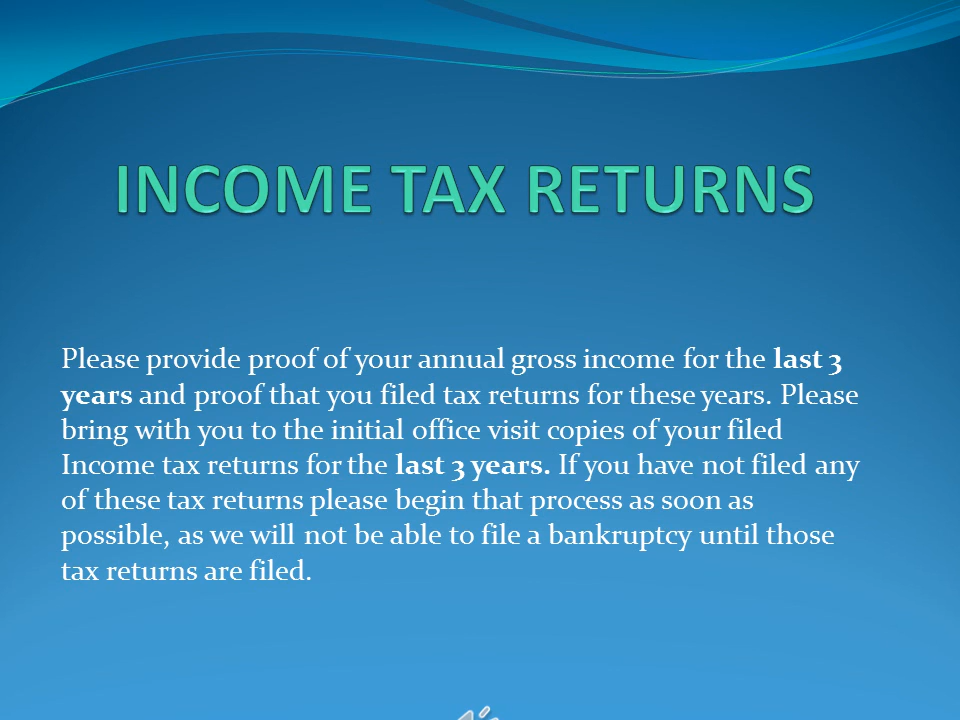 INCOME TAX RETURNS
Please provide proof of your annual gross income for the last 3
years and proof that you filed tax returns for these years. Please
bring with you to the initial office visit copies of your filed
Income tax returns for the last 3 years. If you have not filed any
of these tax returns please begin that process as soon as
possible, as we will not be able to file a bankruptcy until those
tax returns are filed.